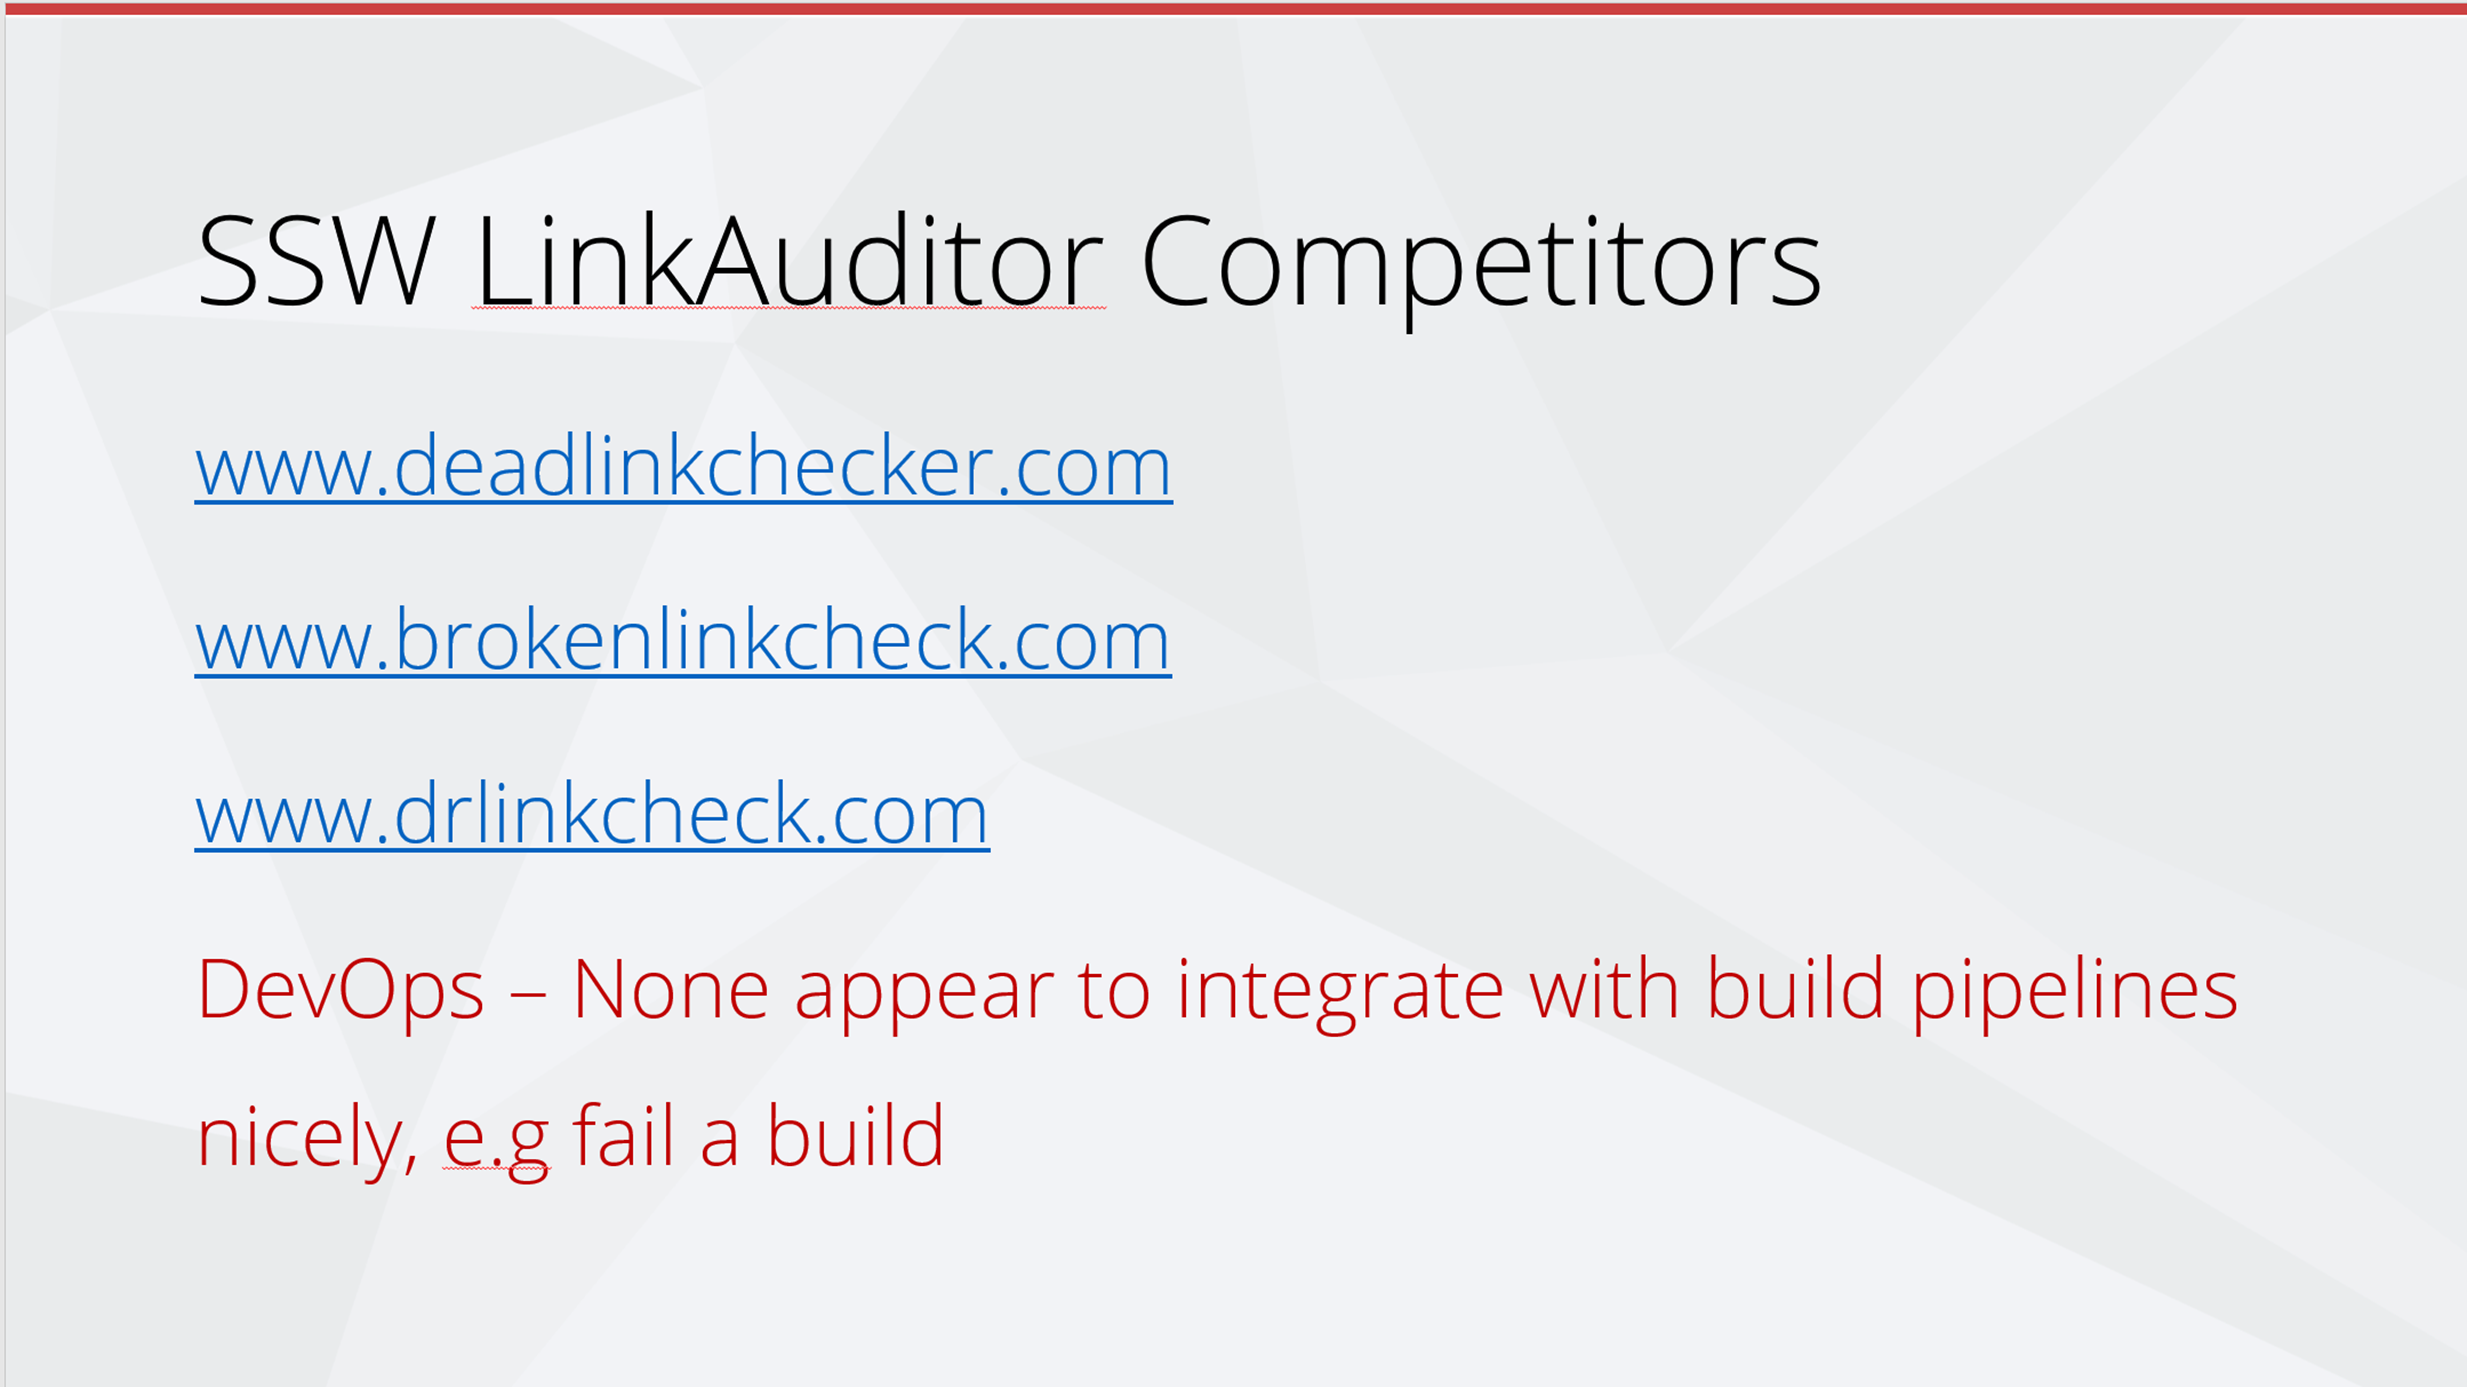 SSW LinkAuditor Competitors
www.deadlinkchecker.com
www.brokenlinkcheck.com
www.drlinkcheck.com
DevOps – None appear to integrate with build pipelines
nicely, e.g fail a build